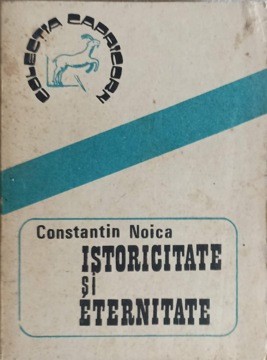 COLECȚIA CAPRICORN
Constantin Noica
ISTORICITATE
ȘI
ETERNITATE